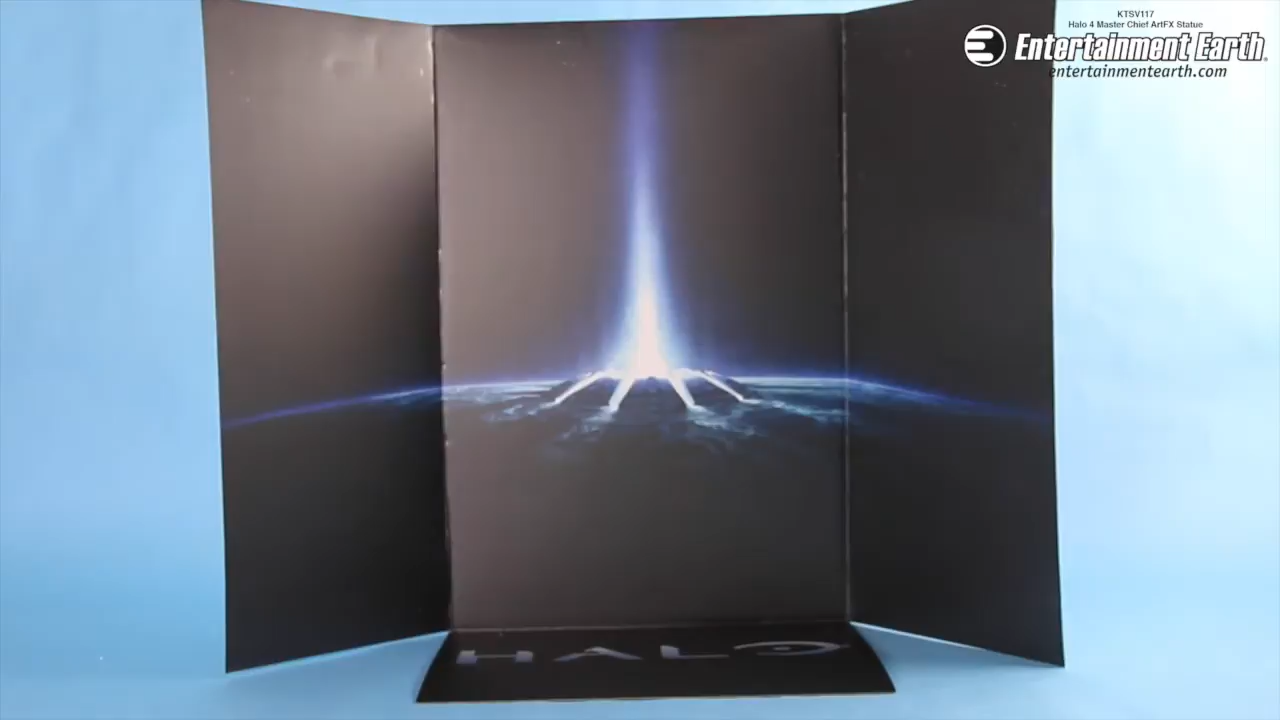 KTSV117
Halo 4 Master Chief ArtFX Statue
Entertainment Earth®
entertainmentearth.com
HALO